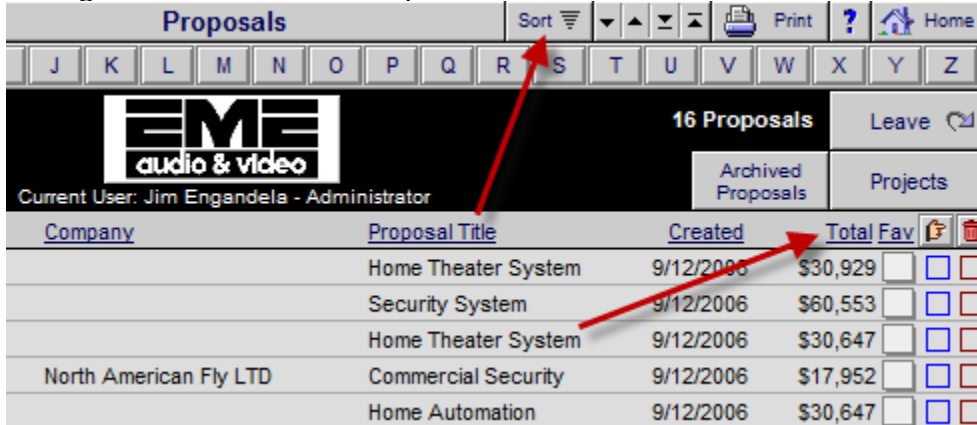 Proposals Sort Print ? Home
J K L M N O P Q R S T U V W X Y Z
EME
audio & video
16 Proposals Leave
Archived Proposals Projects
Current User: Jim Engandela - Administrator
Company Proposal Title Created Total Fav
Home Theater System 9/12/2006 $30,929
Security System 9/12/2006 $60,553
Home Theater System 9/12/2006 $30,647
North American Fly LTD Commercial Security 9/12/2006 $17,952
Home Automation 9/12/2006 $30,647